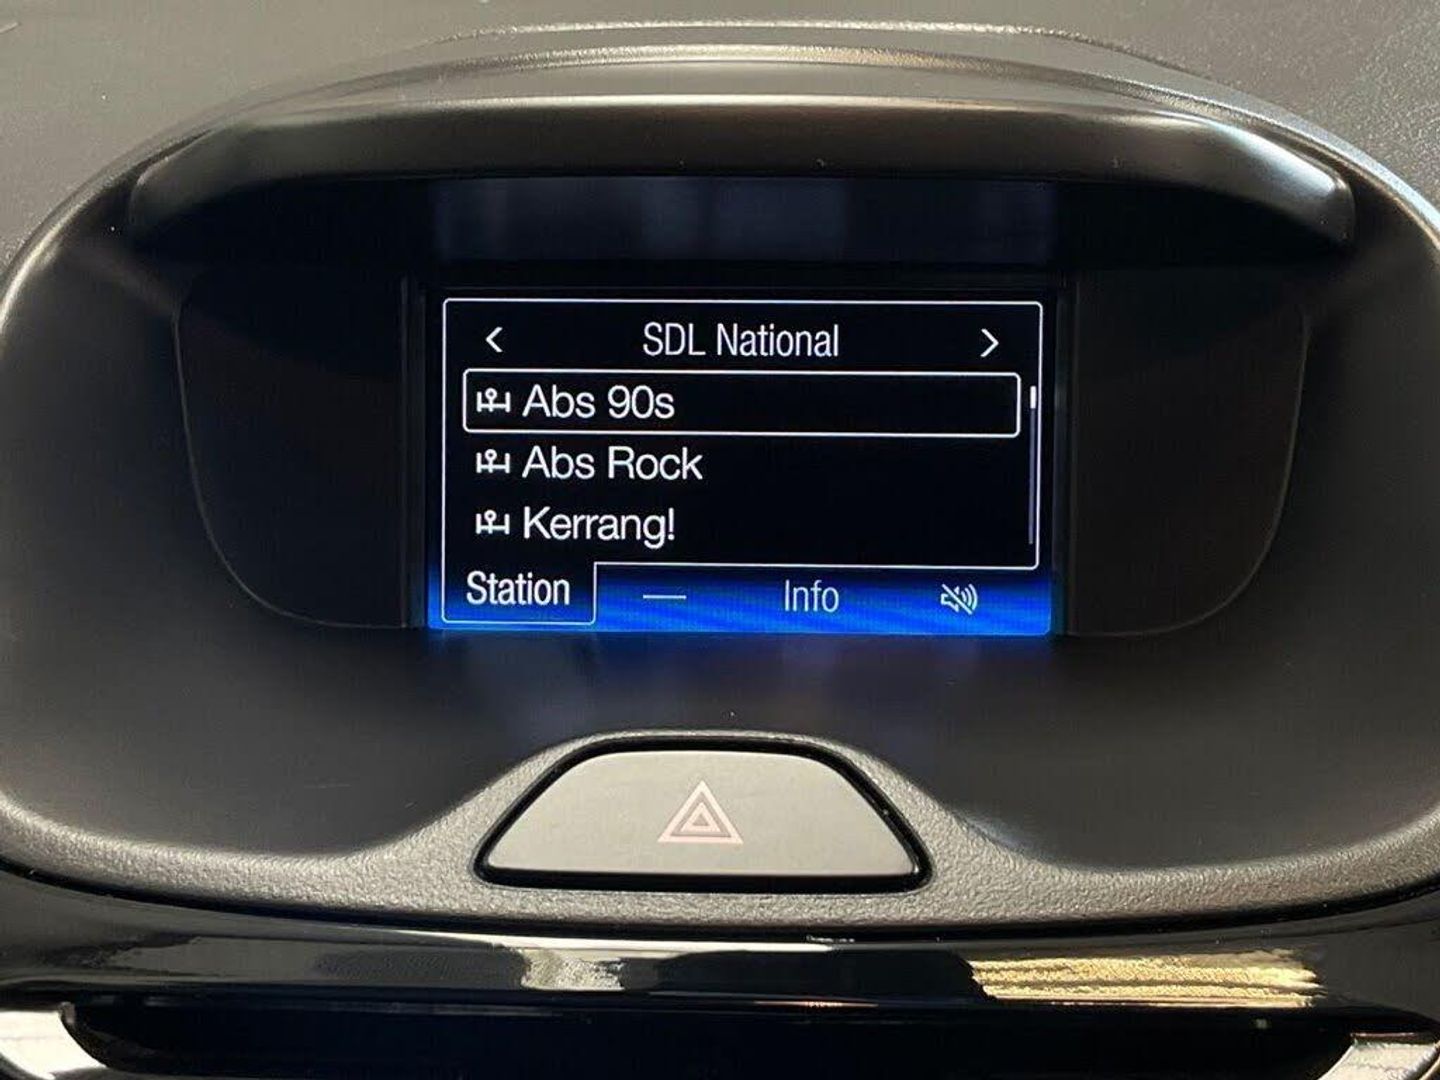 SDL National
Abs 90s
Abs Rock
Kerrang!
Station — Info